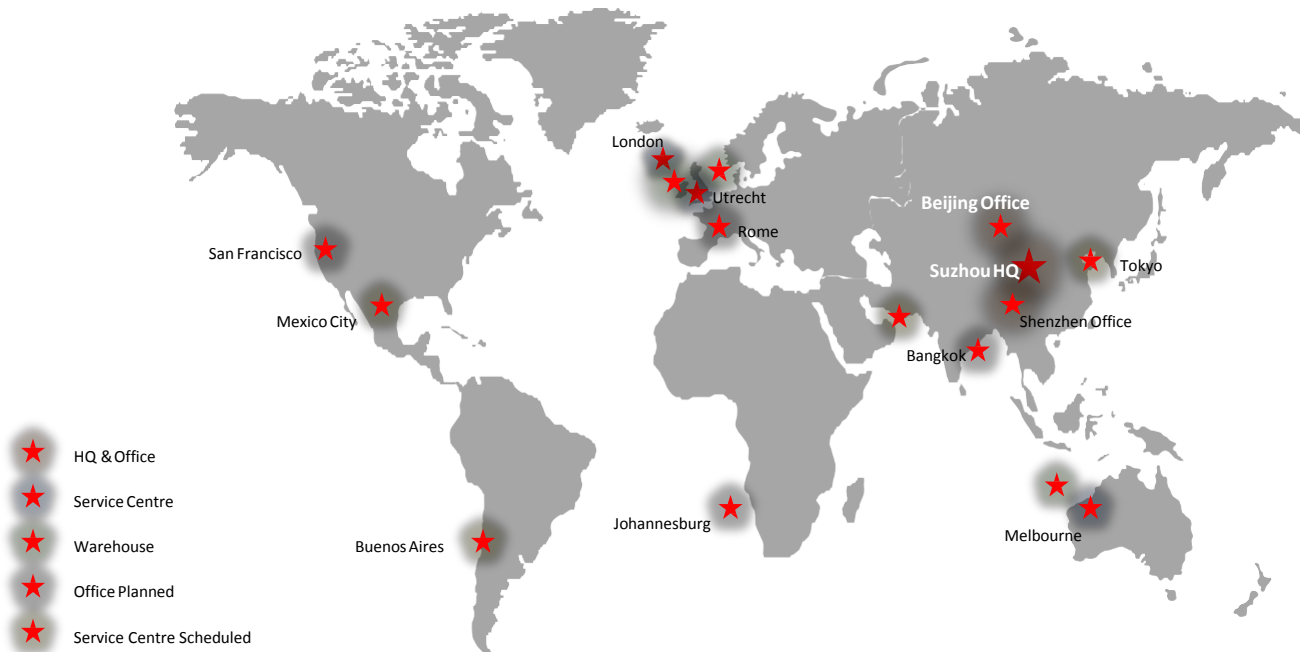 London
Utrecht
Beijing Office
Rome
San Francisco
Suzhou HQ
Tokyo
Mexico City
Shenzhen Office
Bangkok
HQ & Office
Service Centre
Johannesburg
Melbourne
Warehouse
Buenos Aires
Office Planned
Service Centre Scheduled